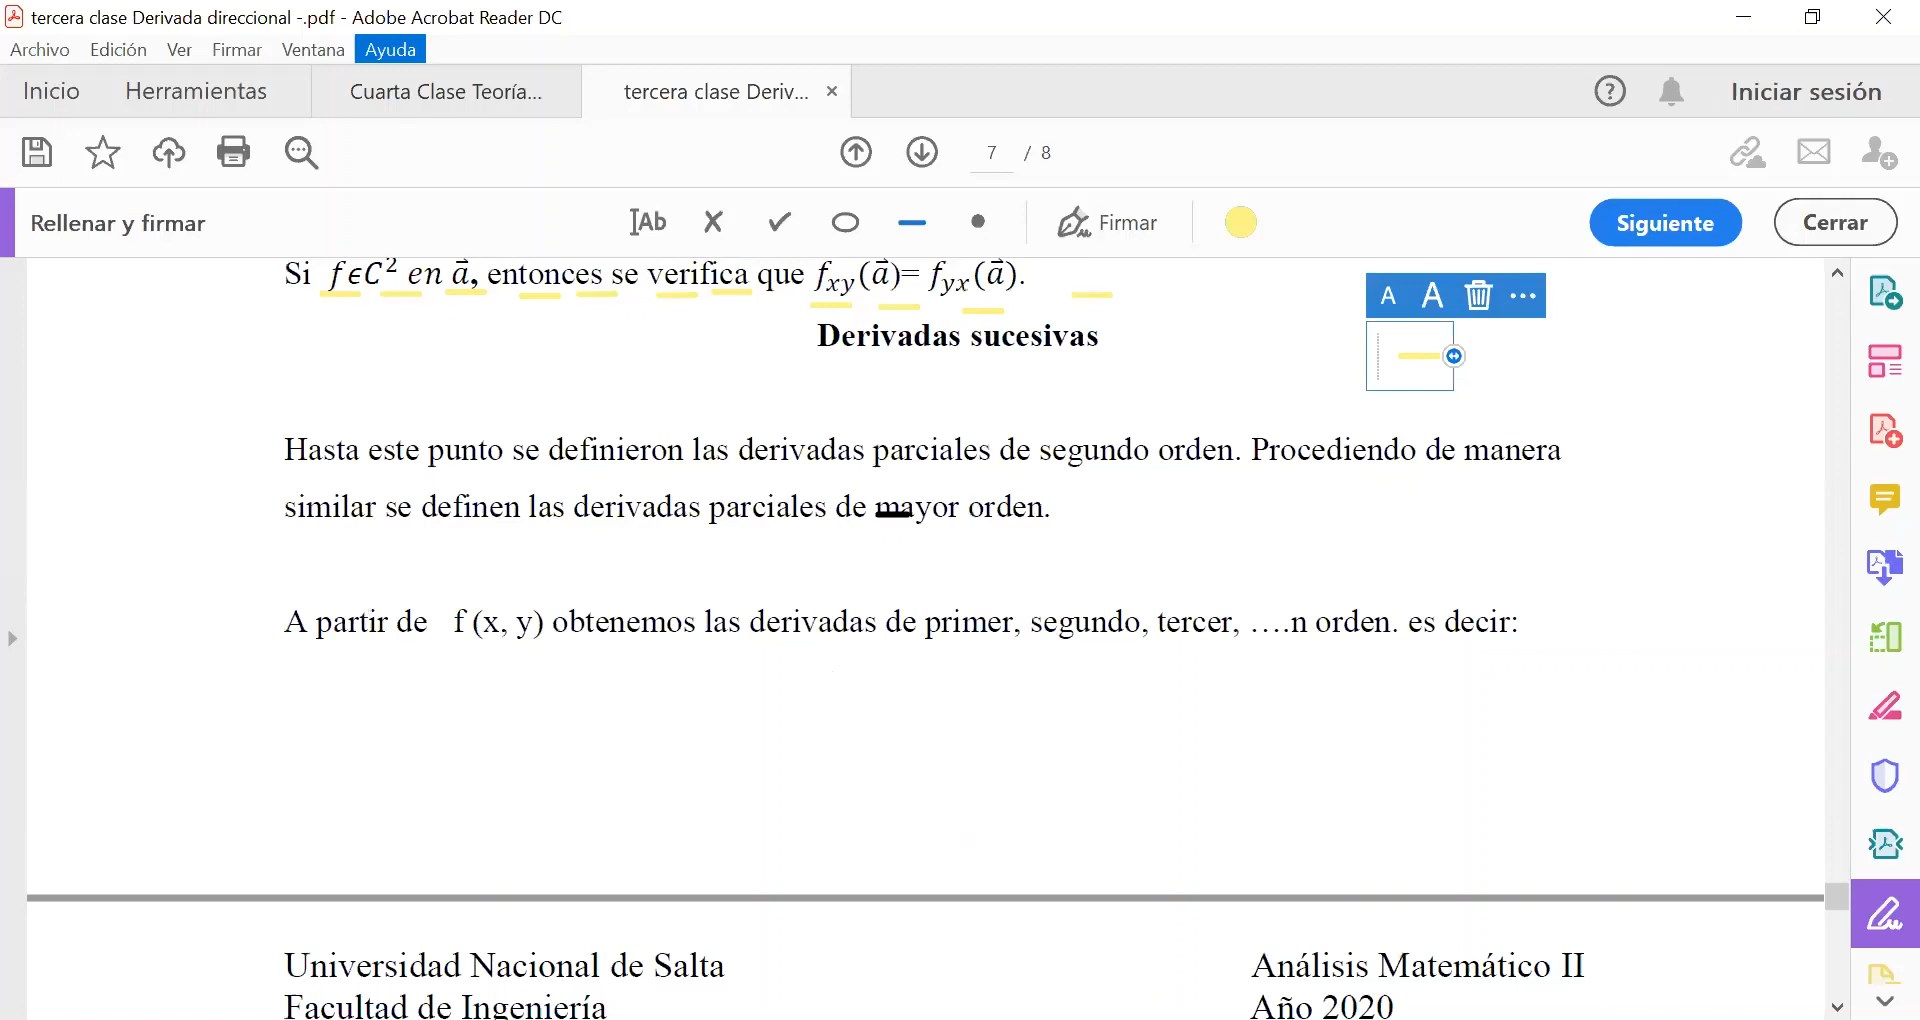 tercera clase Derivada direccional -.pdf - Adobe Acrobat Reader DC
Archivo Edición Ver Firmar Ventana Ayuda
Inicio Herramientas Cuarta Clase Teoría... tercera clase Deriv... × Iniciar sesión
7 / 8
Rellenar y firmar Ab Firmar Siguiente Cerrar
Si fϵC² en a⃗, entonces se verifica que fxy(a⃗)= fyx(a⃗).
A A
Derivadas sucesivas
Hasta este punto se definieron las derivadas parciales de segundo orden. Procediendo de manera
similar se definen las derivadas parciales de mayor orden.
A partir de f (x, y) obtenemos las derivadas de primer, segundo, tercer, ….n orden. es decir:
Universidad Nacional de Salta Análisis Matemático II
Facultad de Ingeniería Año 2020